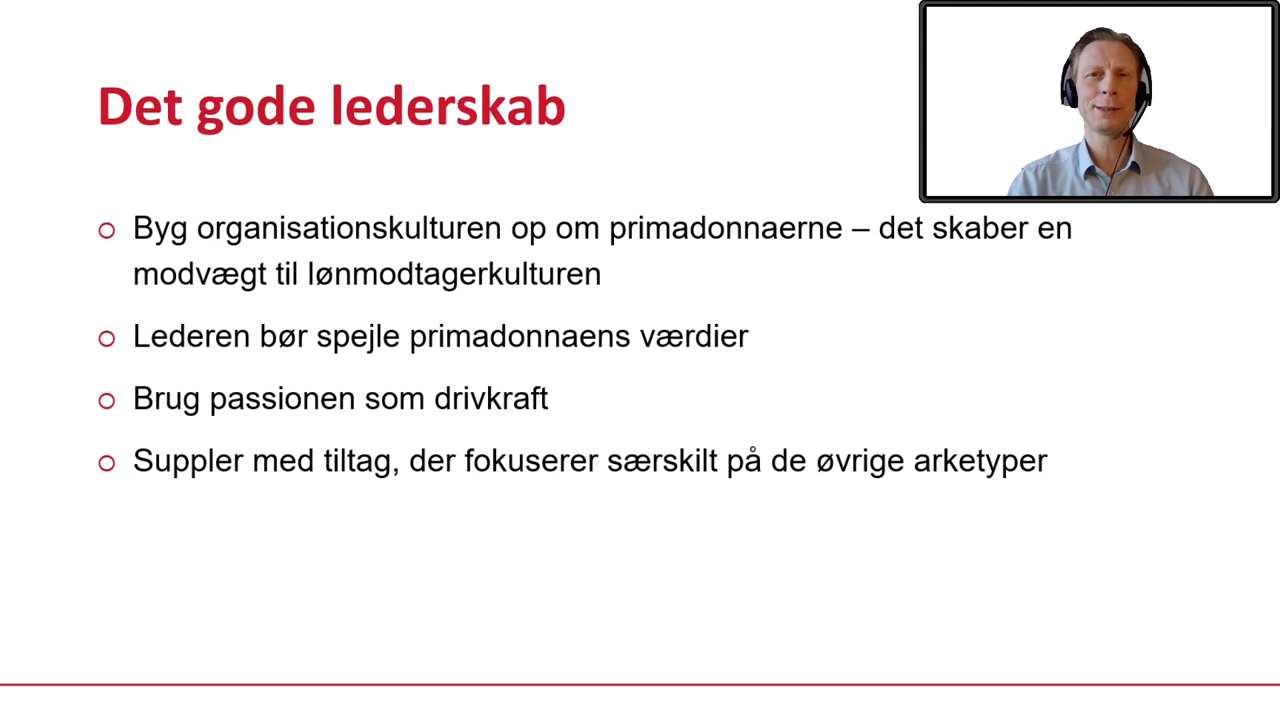 Det gode lederskab
Byg organisationskulturen op om primadonnaerne – det skaber en
modvægt til lønmodtagerkulturen
Lederen bør spejle primadonnaens værdier
Brug passionen som drivkraft
Suppler med tiltag, der fokuserer særskilt på de øvrige arketyper